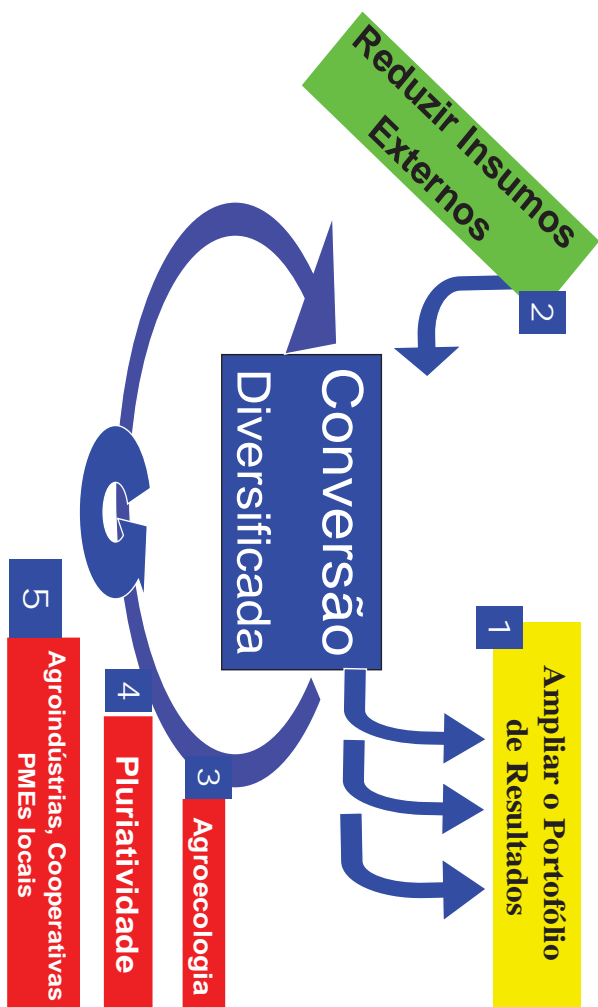 Reduzir Insumos
Externos
2
1
Ampliar o Portofólio
de Resultados
Conversão
Diversificada
3
Agroecologia
4
Pluriatividade
5
Agroindústrias, Cooperativas
PMEs locais